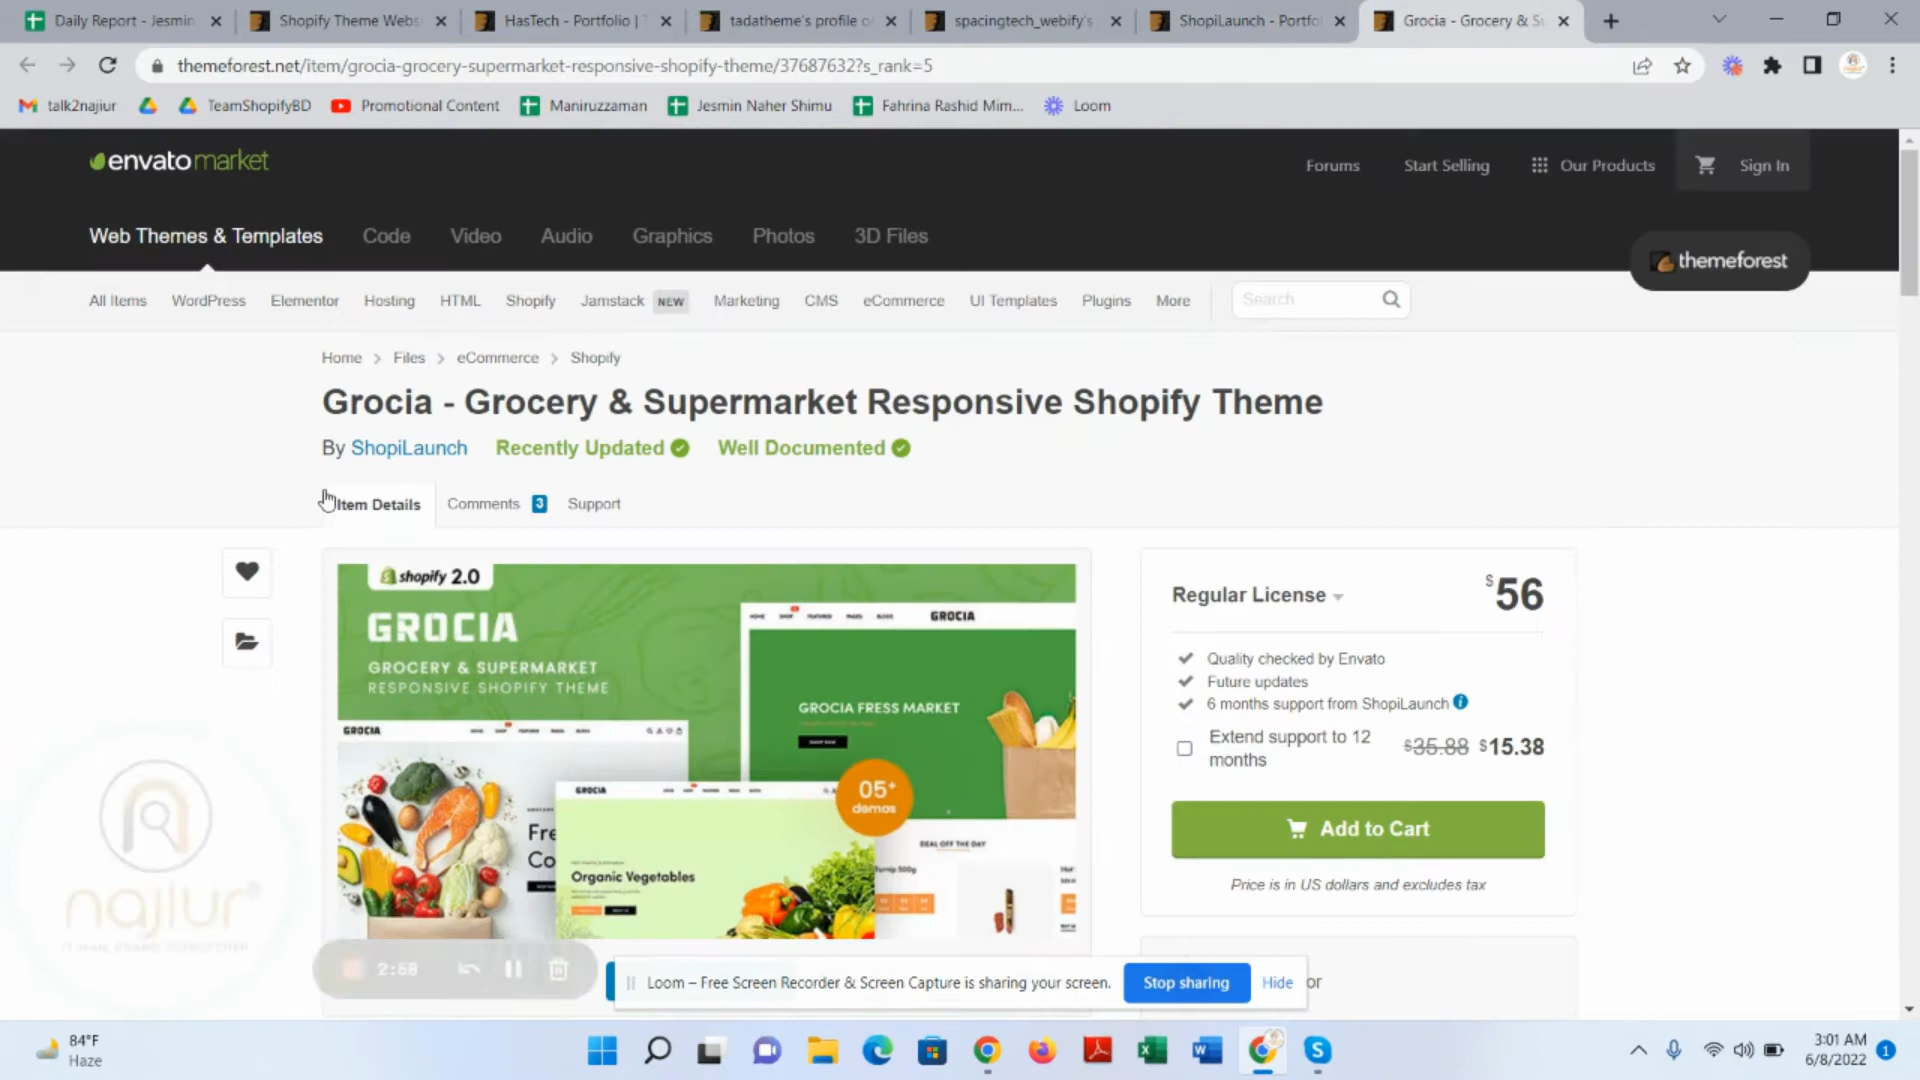 Daily Report - Jesmin
Shopify Theme Webs
HasTech - Portfolio | T
tadatheme's profile o
spacingtech_webify's
ShopiLaunch - Portfo
Grocia - Grocery & Su
themeforest.net/item/grocia-grocery-supermarket-responsive-shopify-theme/37687632?s_rank=5
talk2najiur
TeamShopifyBD
Promotional Content
Maniruzzaman
Jesmin Naher Shimu
Fahrina Rashid Mim...
Loom
envatomarket
Forums
Start Selling
Our Products
Sign In
Web Themes & Templates
Code
Video
Audio
Graphics
Photos
3D Files
themeforest
All Items
WordPress
Elementor
Hosting
HTML
Shopify
Jamstack NEW
Marketing
CMS
eCommerce
UI Templates
Plugins
More
Search
Home > Files > eCommerce > Shopify
Grocia - Grocery & Supermarket Responsive Shopify Theme
By ShopiLaunch
Recently Updated
Well Documented
Item Details
Comments 3
Support
shopify 2.0
GROCIA
GROCERY & SUPERMARKET
RESPONSIVE SHOPIFY THEME
GROCIA
HOME SHOP FEATURED PAGES BLOGS
GROCIA FRESS MARKET
SHOP NOW
GROCIA
Fre
Co
GROCIA
05+
demos
Organic Vegetables
DEAL OFF THE DAY
Turnip 500g
Regular License
$56
Quality checked by Envato
Future updates
6 months support from ShopiLaunch
Extend support to 12 months
$35.88 $15.38
Add to Cart
Price is in US dollars and excludes tax
najiur
2:58
Loom – Free Screen Recorder & Screen Capture is sharing your screen.
Stop sharing
Hide
or
84°F
Haze
3:01 AM
6/8/2022
1